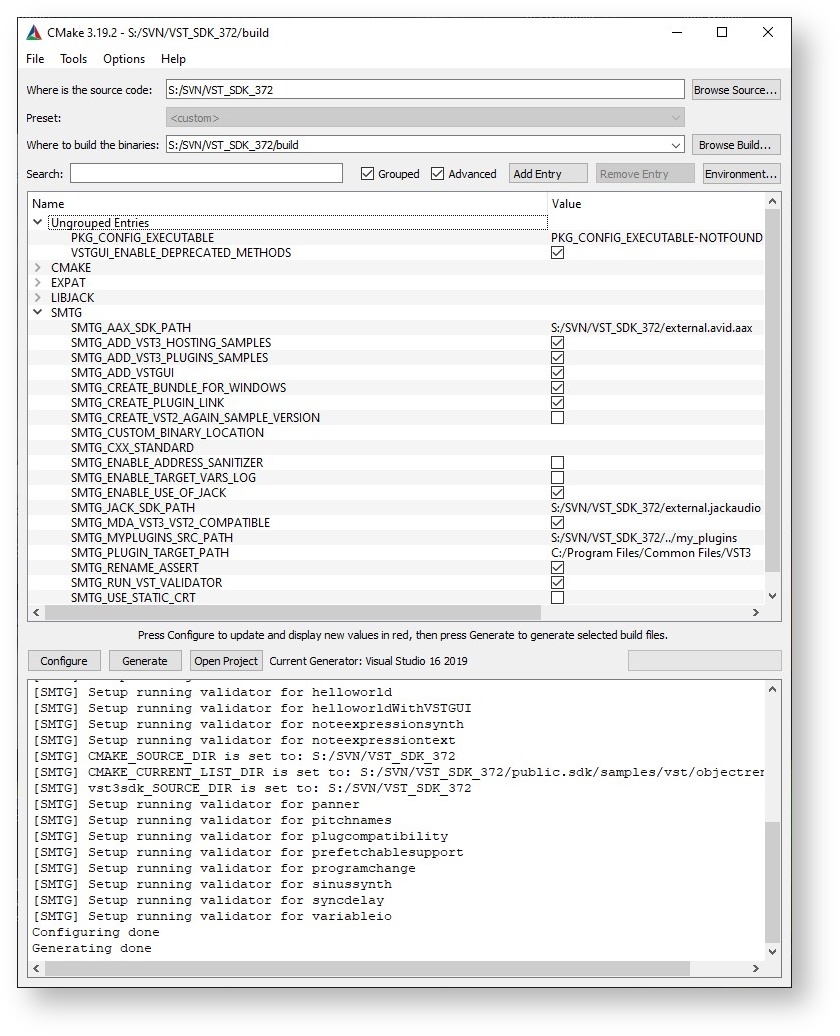 CMake 3.19.2 - S:/SVN/VST_SDK_372/build
File Tools Options Help
Where is the source code: S:/SVN/VST_SDK_372 Browse Source...
Preset: <custom>
Where to build the binaries: S:/SVN/VST_SDK_372/build Browse Build...
Search: Grouped Advanced Add Entry Remove Entry Environment...
Name Value
Ungrouped Entries
PKG_CONFIG_EXECUTABLE PKG_CONFIG_EXECUTABLE-NOTFOUND
VSTGUI_ENABLE_DEPRECATED_METHODS
CMAKE
EXPAT
LIBJACK
SMTG
SMTG_AAX_SDK_PATH S:/SVN/VST_SDK_372/external.avid.aax
SMTG_ADD_VST3_HOSTING_SAMPLES
SMTG_ADD_VST3_PLUGINS_SAMPLES
SMTG_ADD_VSTGUI
SMTG_CREATE_BUNDLE_FOR_WINDOWS
SMTG_CREATE_PLUGIN_LINK
SMTG_CREATE_VST2_AGAIN_SAMPLE_VERSION
SMTG_CUSTOM_BINARY_LOCATION
SMTG_CXX_STANDARD
SMTG_ENABLE_ADDRESS_SANITIZER
SMTG_ENABLE_TARGET_VARS_LOG
SMTG_ENABLE_USE_OF_JACK
SMTG_JACK_SDK_PATH S:/SVN/VST_SDK_372/external.jackaudio
SMTG_MDA_VST3_VST2_COMPATIBLE
SMTG_MYPLUGINS_SRC_PATH S:/SVN/VST_SDK_372/../my_plugins
SMTG_PLUGIN_TARGET_PATH C:/Program Files/Common Files/VST3
SMTG_RENAME_ASSERT
SMTG_RUN_VST_VALIDATOR
SMTG_USE_STATIC_CRT
Press Configure to update and display new values in red, then press Generate to generate selected build files.
Configure Generate Open Project Current Generator: Visual Studio 16 2019
[SMTG] Setup running validator for helloworld
[SMTG] Setup running validator for helloworldWithVSTGUI
[SMTG] Setup running validator for noteexpressionsynth
[SMTG] Setup running validator for noteexpressiontext
[SMTG] CMAKE_SOURCE_DIR is set to: S:/SVN/VST_SDK_372
[SMTG] CMAKE_CURRENT_LIST_DIR is set to: S:/SVN/VST_SDK_372/public.sdk/samples/vst/objectrer
[SMTG] vst3sdk_SOURCE_DIR is set to: S:/SVN/VST_SDK_372
[SMTG] Setup running validator for panner
[SMTG] Setup running validator for pitchnames
[SMTG] Setup running validator for plugcompatibility
[SMTG] Setup running validator for prefetchablesupport
[SMTG] Setup running validator for programchange
[SMTG] Setup running validator for sinussynth
[SMTG] Setup running validator for syncdelay
[SMTG] Setup running validator for variableio
Configuring done
Generating done